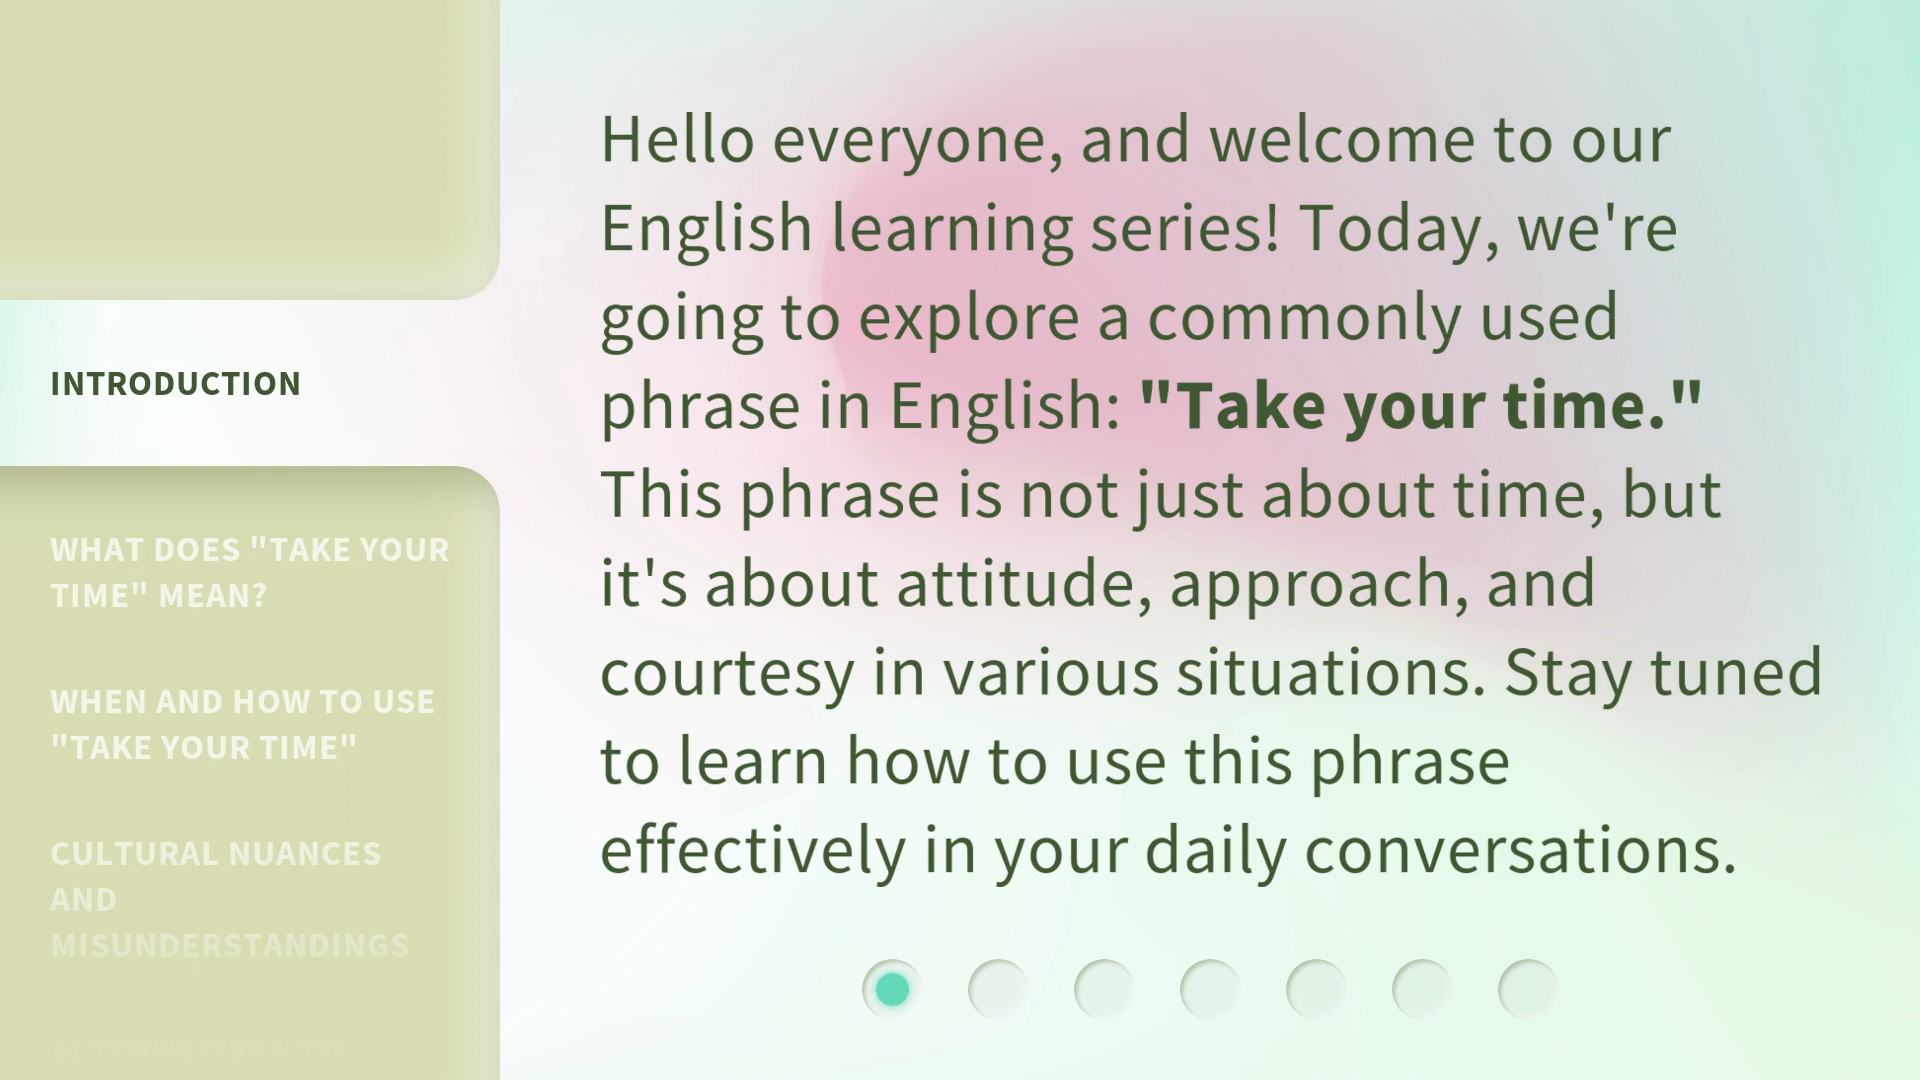 INTRODUCTION
WHAT DOES "TAKE YOUR
TIME" MEAN?
WHEN AND HOW TO USE
"TAKE YOUR TIME"
CULTURAL NUANCES
AND
MISUNDERSTANDINGS
ALTERNATIVES TO
Hello everyone, and welcome to our
English learning series! Today, we're
going to explore a commonly used
phrase in English: "Take your time."
This phrase is not just about time, but
it's about attitude, approach, and
courtesy in various situations. Stay tuned
to learn how to use this phrase
effectively in your daily conversations.